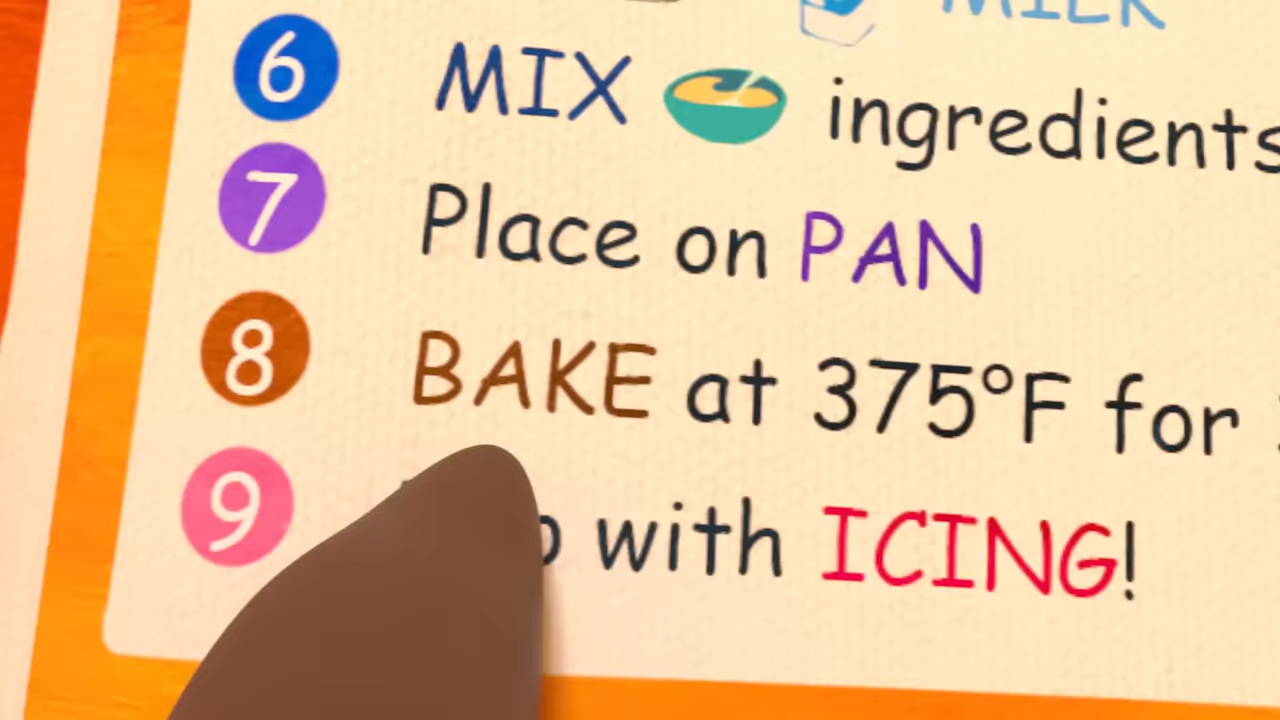 MILK
6 MIX ingredients
7 Place on PAN
8 BAKE at 375°F for
9 with ICING!